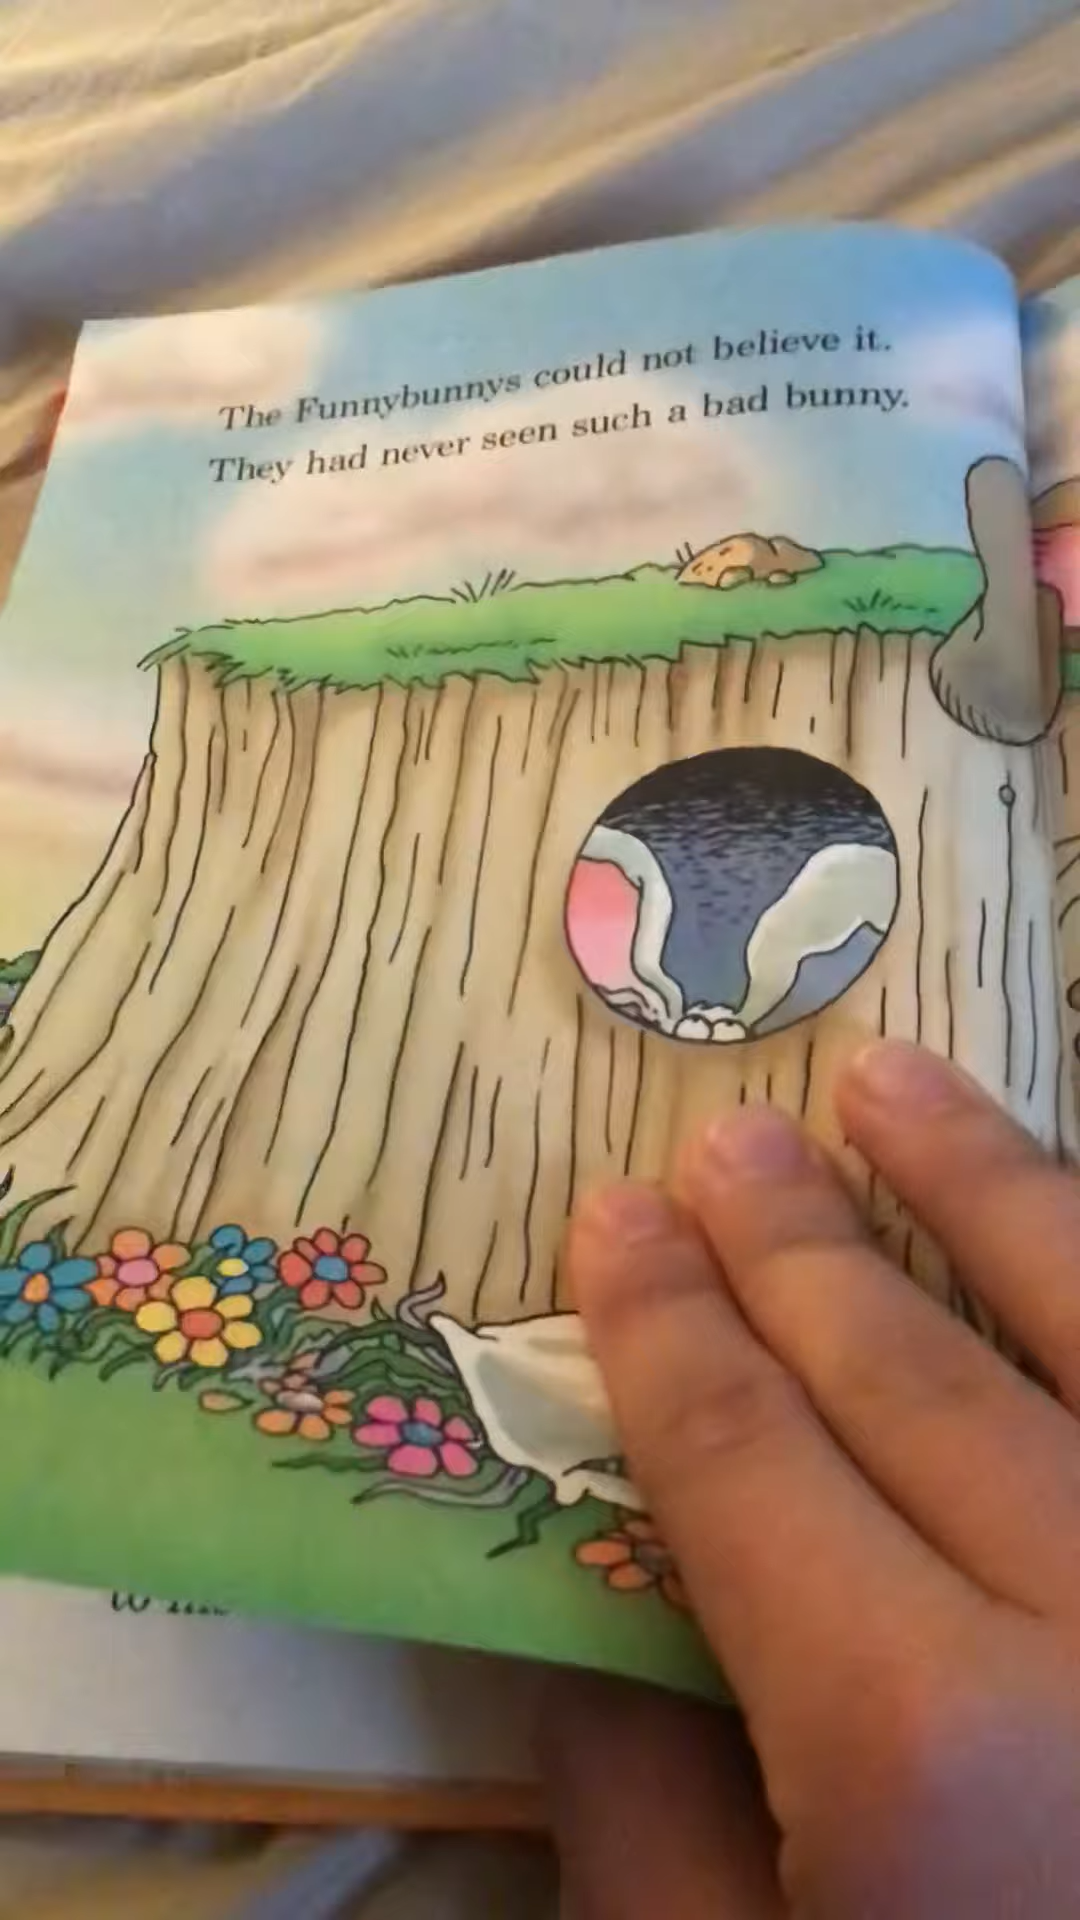 The Funnybunnys could not believe it.
They had never seen such a bad bunny.